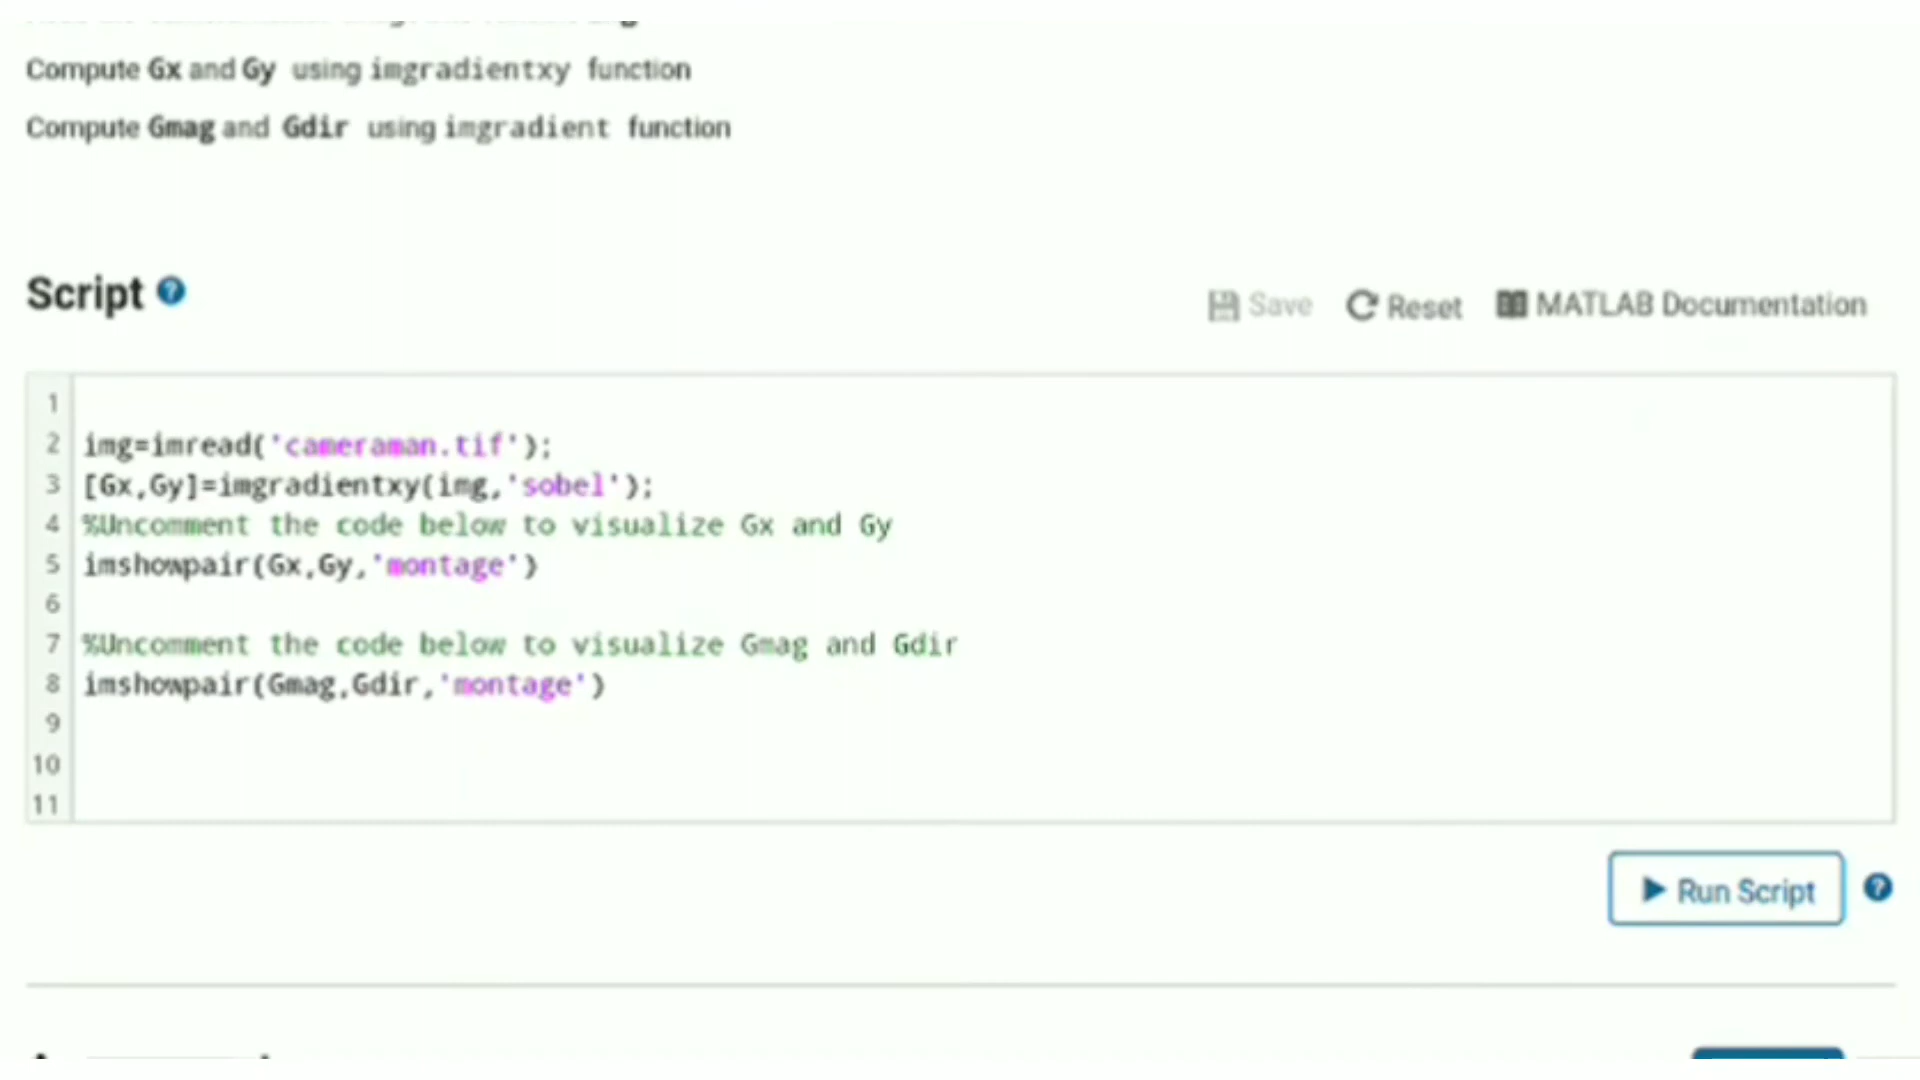 Compute Gx and Gy using imgradientxy function
Compute Gmag and Gdir using imgradient function
Script ?
Save Reset MATLAB Documentation
1
2 img=imread('cameraman.tif');
3 [Gx,Gy]=imgradientxy(img,'sobel');
4 %Uncomment the code below to visualize Gx and Gy
5 imshowpair(Gx,Gy,'montage')
6
7 %Uncomment the code below to visualize Gmag and Gdir
8 imshowpair(Gmag,Gdir,'montage')
9
10
11
Run Script ?